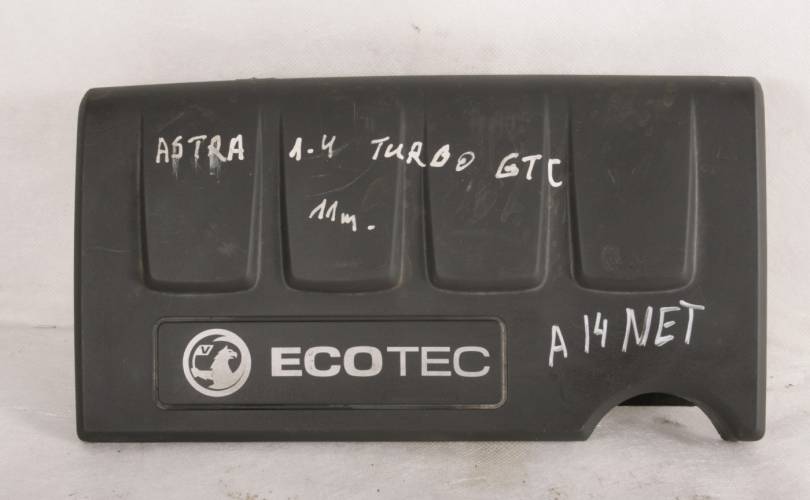 ASTRA 1.4 TURBO GTC
11m.
A14NET
V ECOTEC